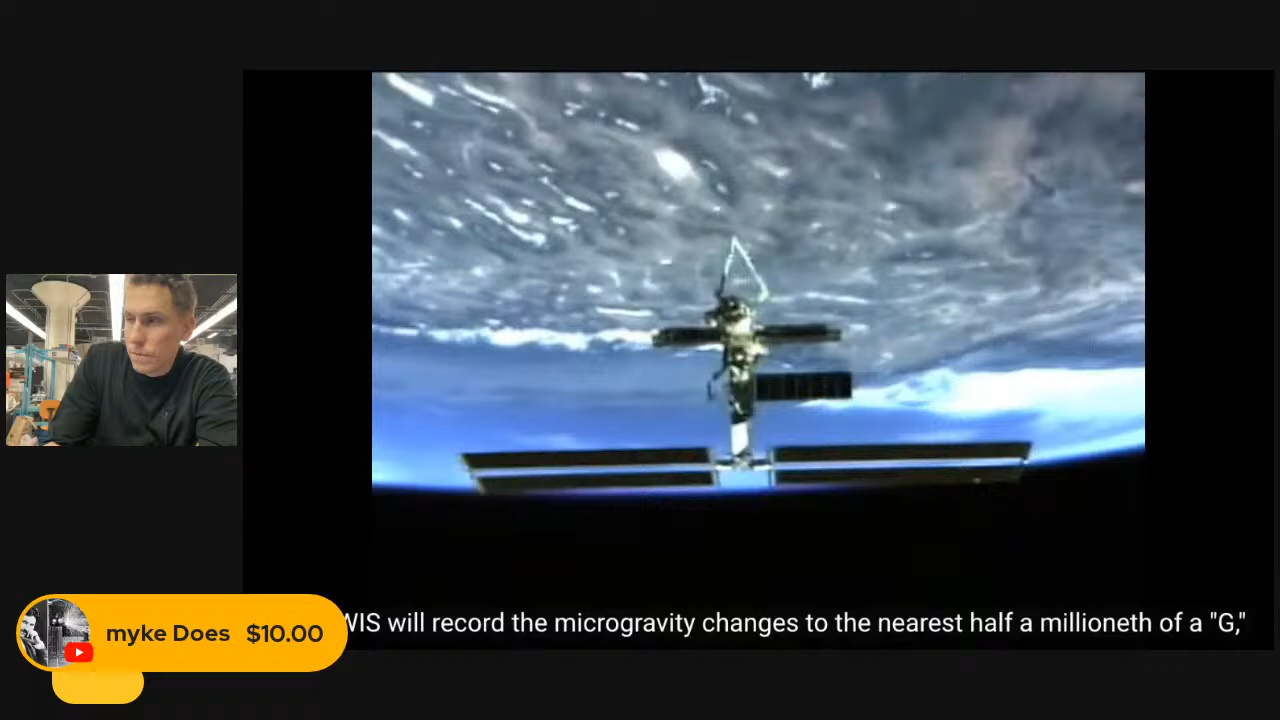 WIS will record the microgravity changes to the nearest half a millioneth of a "G,"
myke Does $10.00